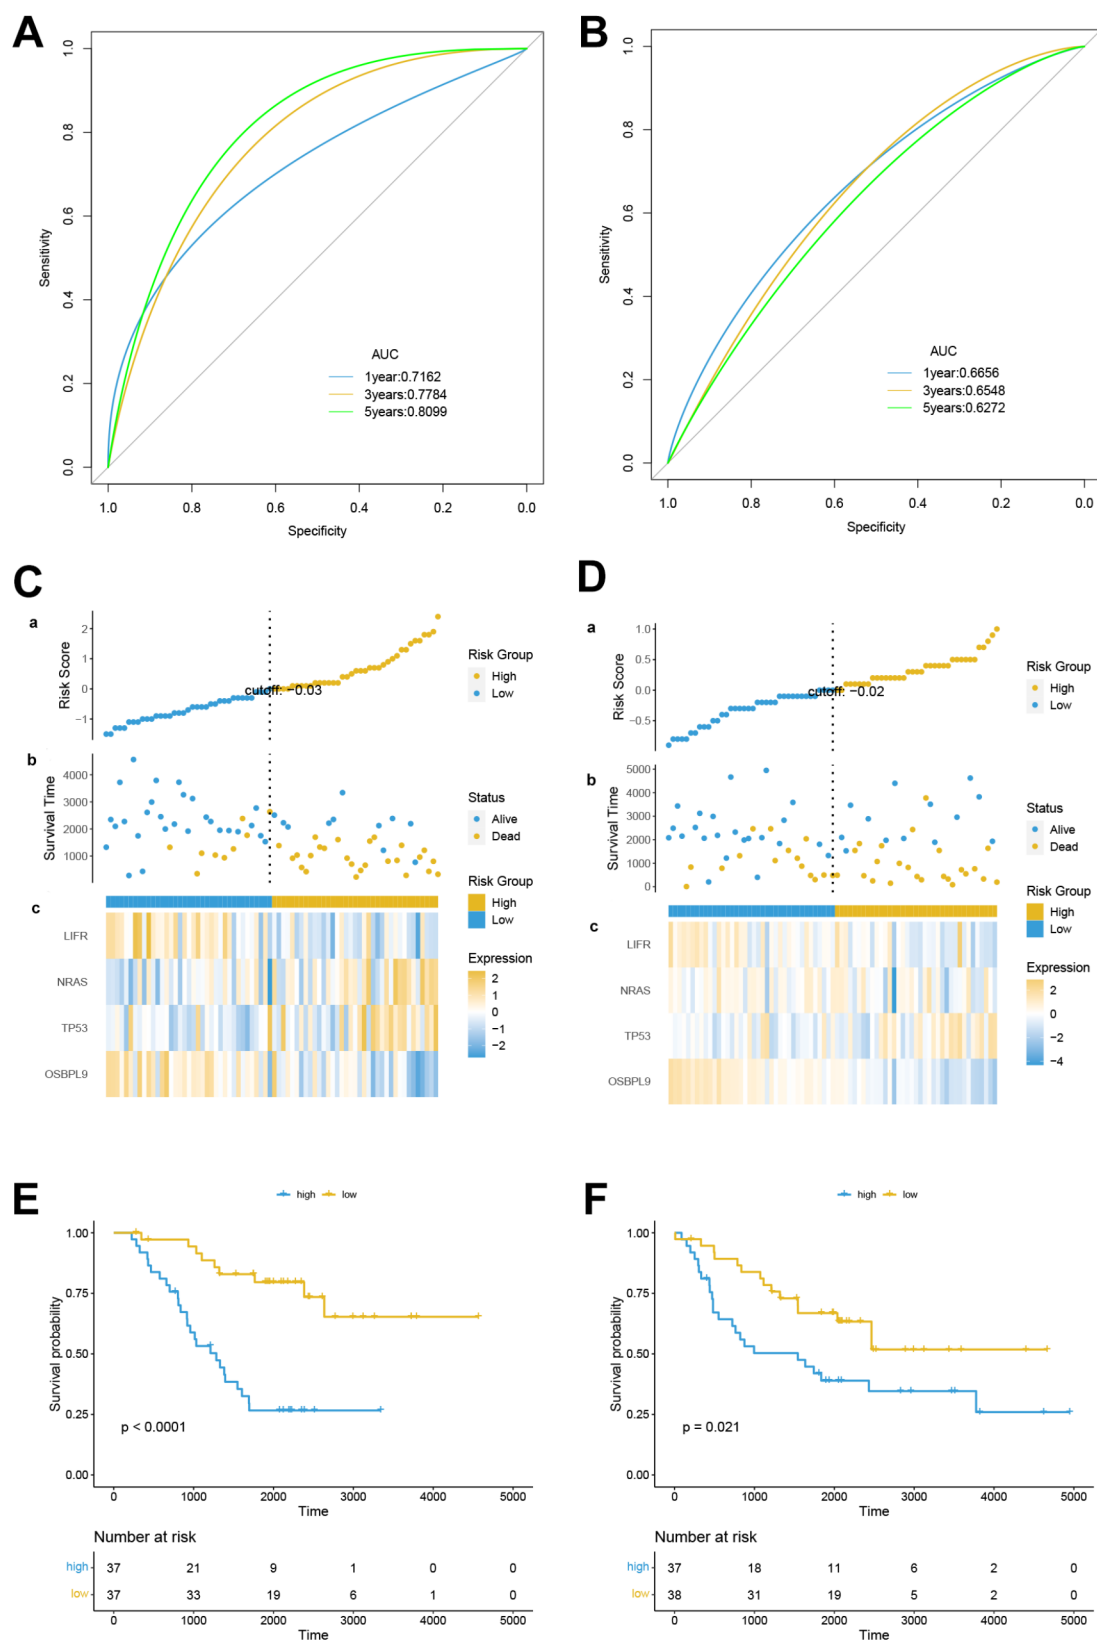 A
1.0
0.8
0.6
0.4
0.2
0.0
Sensitivity
AUC
1year:0.7162
3years:0.7784
5years:0.8099
1.0 0.8 0.6 0.4 0.2 0.0
Specificity
B
1.0
0.8
0.6
0.4
0.2
0.0
Sensitivity
AUC
1year:0.6656
3years:0.6548
5years:0.6272
1.0 0.8 0.6 0.4 0.2 0.0
Specificity
C
a
Risk Score
2
1
0
−1
cutoff: −0.03
Risk Group
High
Low
b
Survival Time
4000
3000
2000
1000
Status
Alive
Dead
Risk Group
High
Low
c
LIFR
NRAS
TP53
OSBPL9
Expression
2
1
0
−1
−2
D
a
Risk Score
1.0
0.5
0.0
−0.5
cutoff: −0.02
Risk Group
High
Low
b
Survival Time
5000
4000
3000
2000
1000
0
Status
Alive
Dead
Risk Group
High
Low
c
LIFR
NRAS
TP53
OSBPL9
Expression
2
0
−2
−4
E
high low
Survival probability
1.00
0.75
0.50
0.25
0.00
p < 0.0001
0 1000 2000 3000 4000 5000
Time
Number at risk
high 37 21 9 1 0 0
low 37 33 19 6 1 0
0 1000 2000 3000 4000 5000
Time
F
high low
Survival probability
1.00
0.75
0.50
0.25
0.00
p = 0.021
0 1000 2000 3000 4000 5000
Time
Number at risk
high 37 18 11 6 2 0
low 38 31 19 5 2 0
0 1000 2000 3000 4000 5000
Time